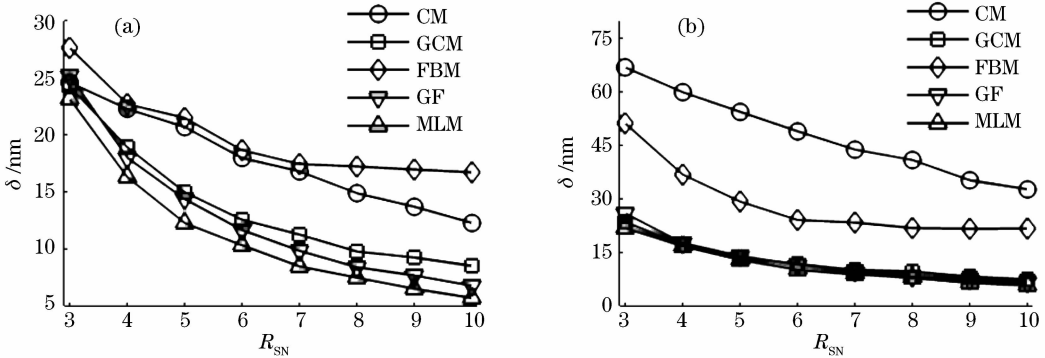 (a)
CM
GCM
FBM
GF
MLM
30
25
20
15
10
5
δ /nm
3 4 5 6 7 8 9 10
R_SN
(b)
CM
GCM
FBM
GF
MLM
75
60
45
30
15
0
δ /nm
3 4 5 6 7 8 9 10
R_SN